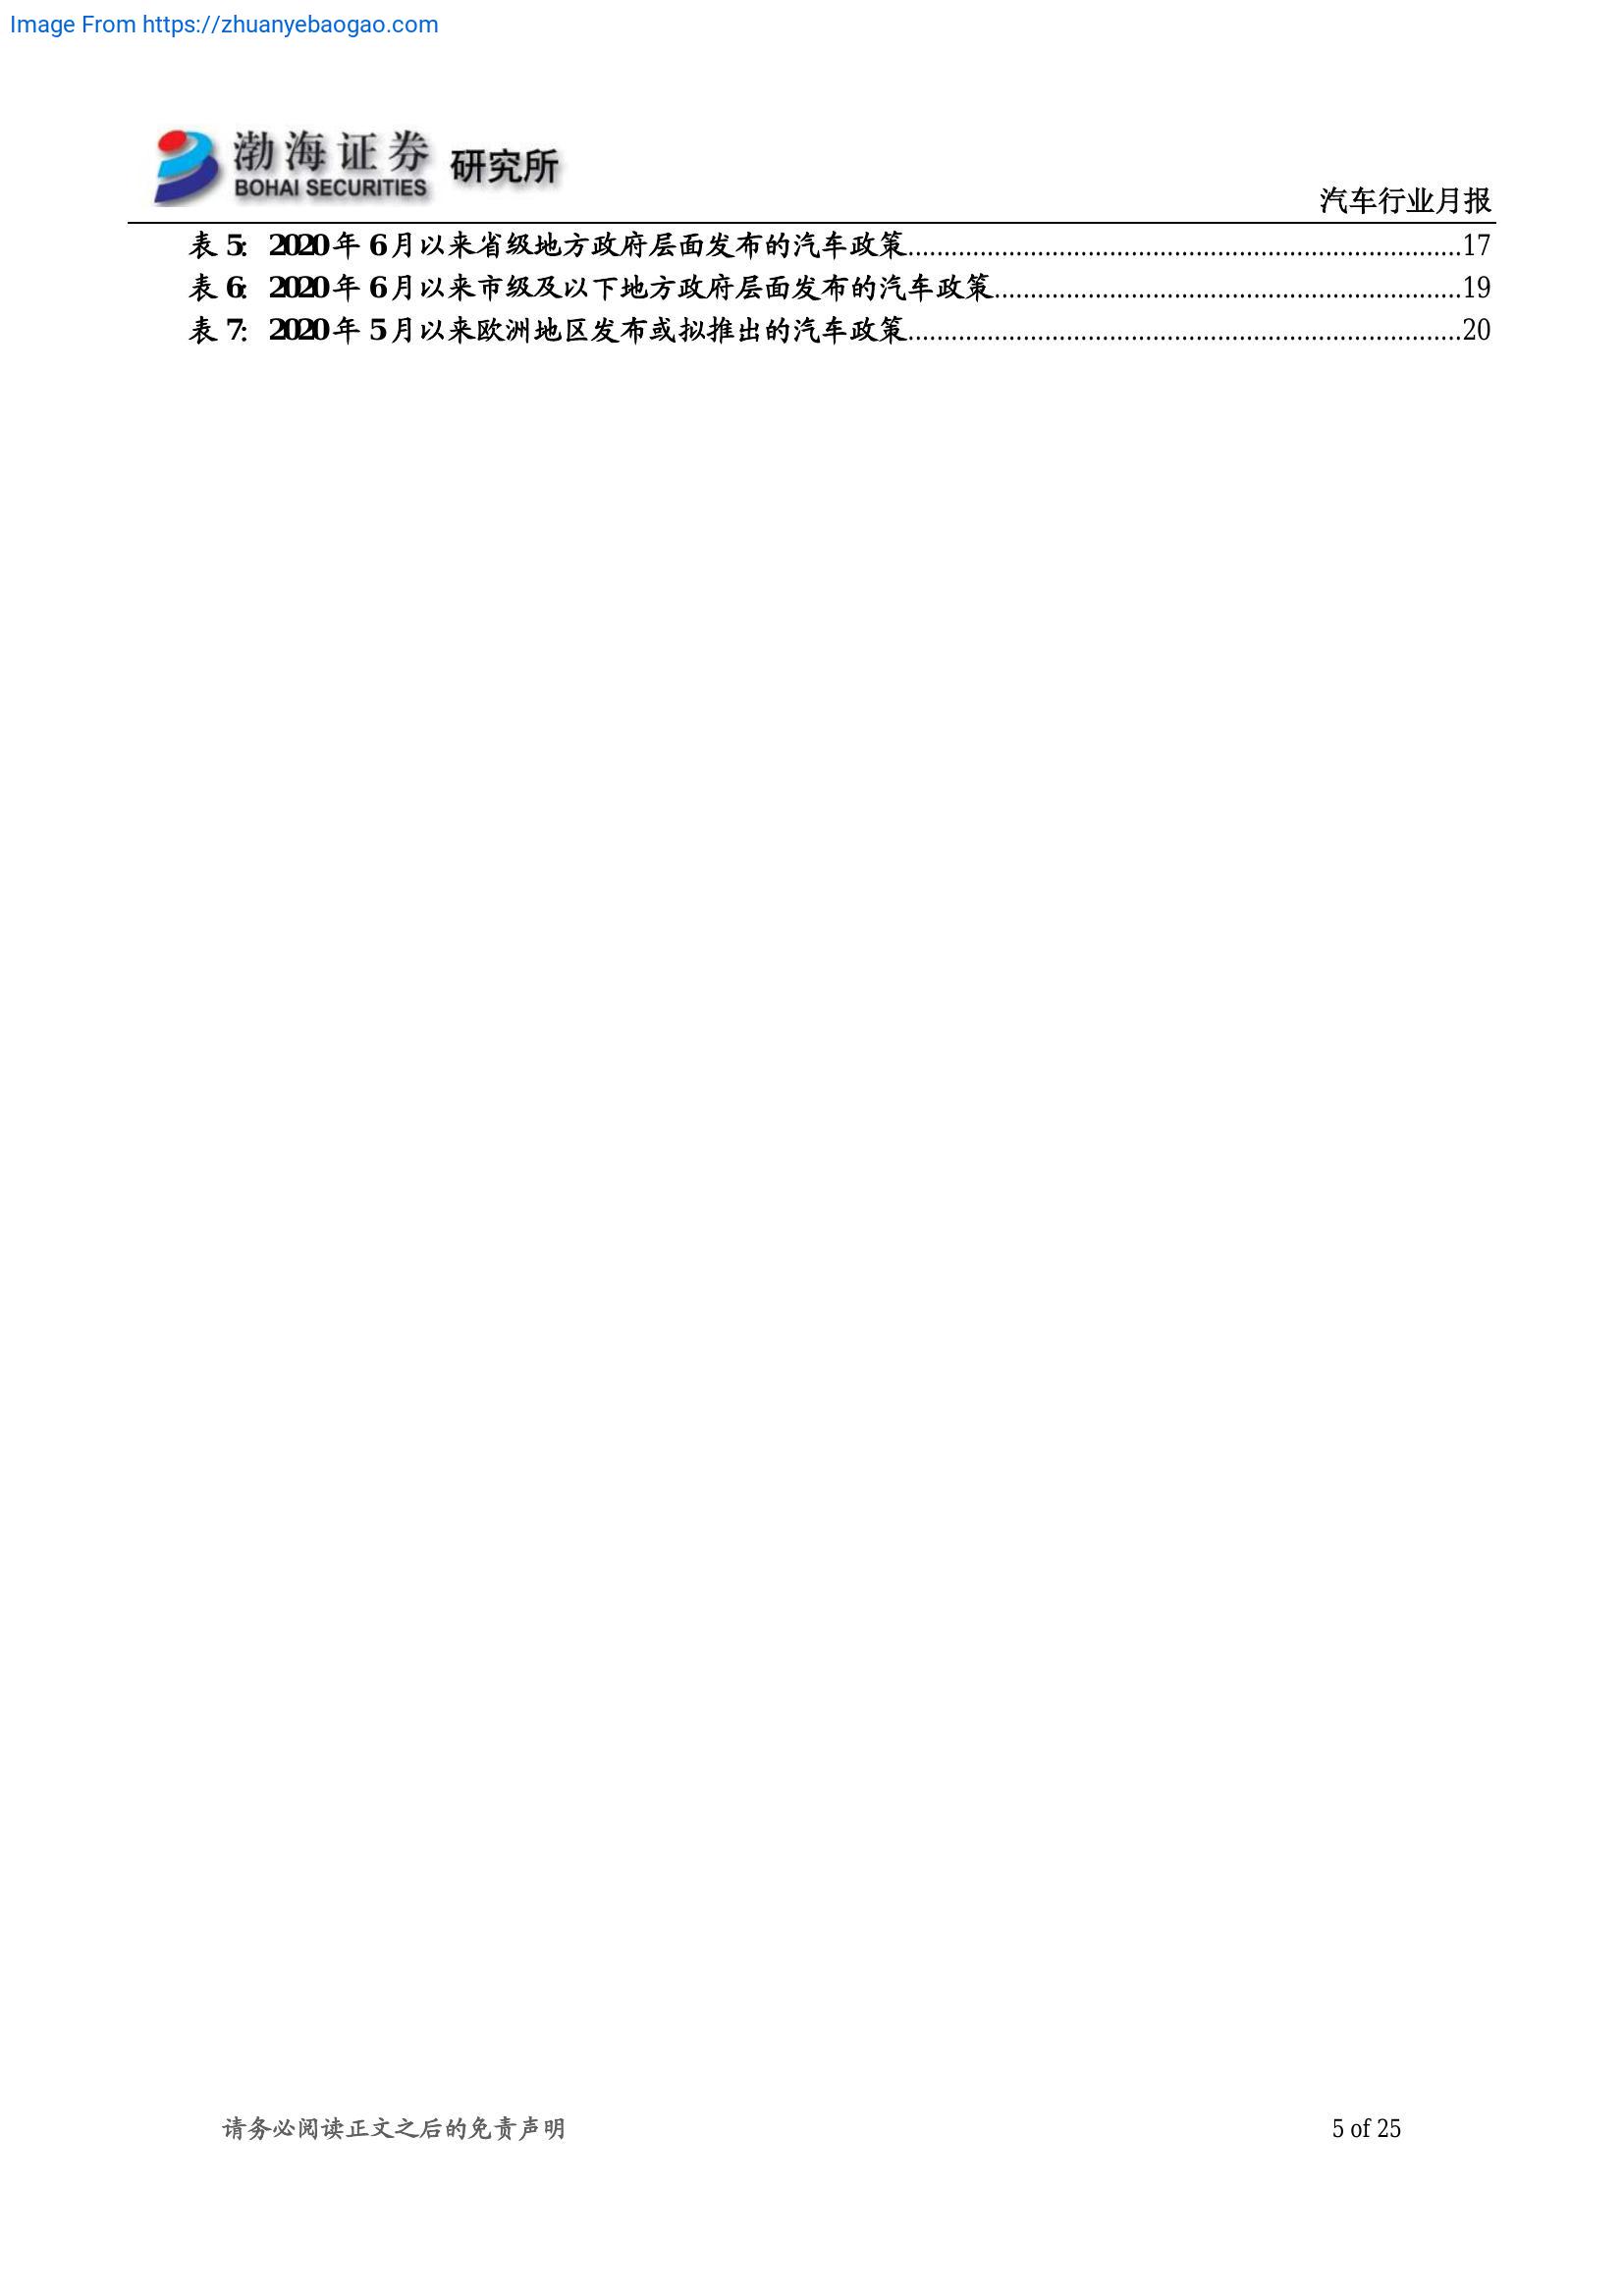 Image From https://zhuanyebaogao.com
渤海证券 研究所
BOHAI SECURITIES
汽车行业月报
表 5: 2020 年 6 月以来省级地方政府层面发布的汽车政策.............................................................................17
表 6: 2020 年 6 月以来市级及以下地方政府层面发布的汽车政策.................................................................19
表 7: 2020 年 5 月以来欧洲地区发布或拟推出的汽车政策.............................................................................20
请务必阅读正文之后的免责声明
5 of 25